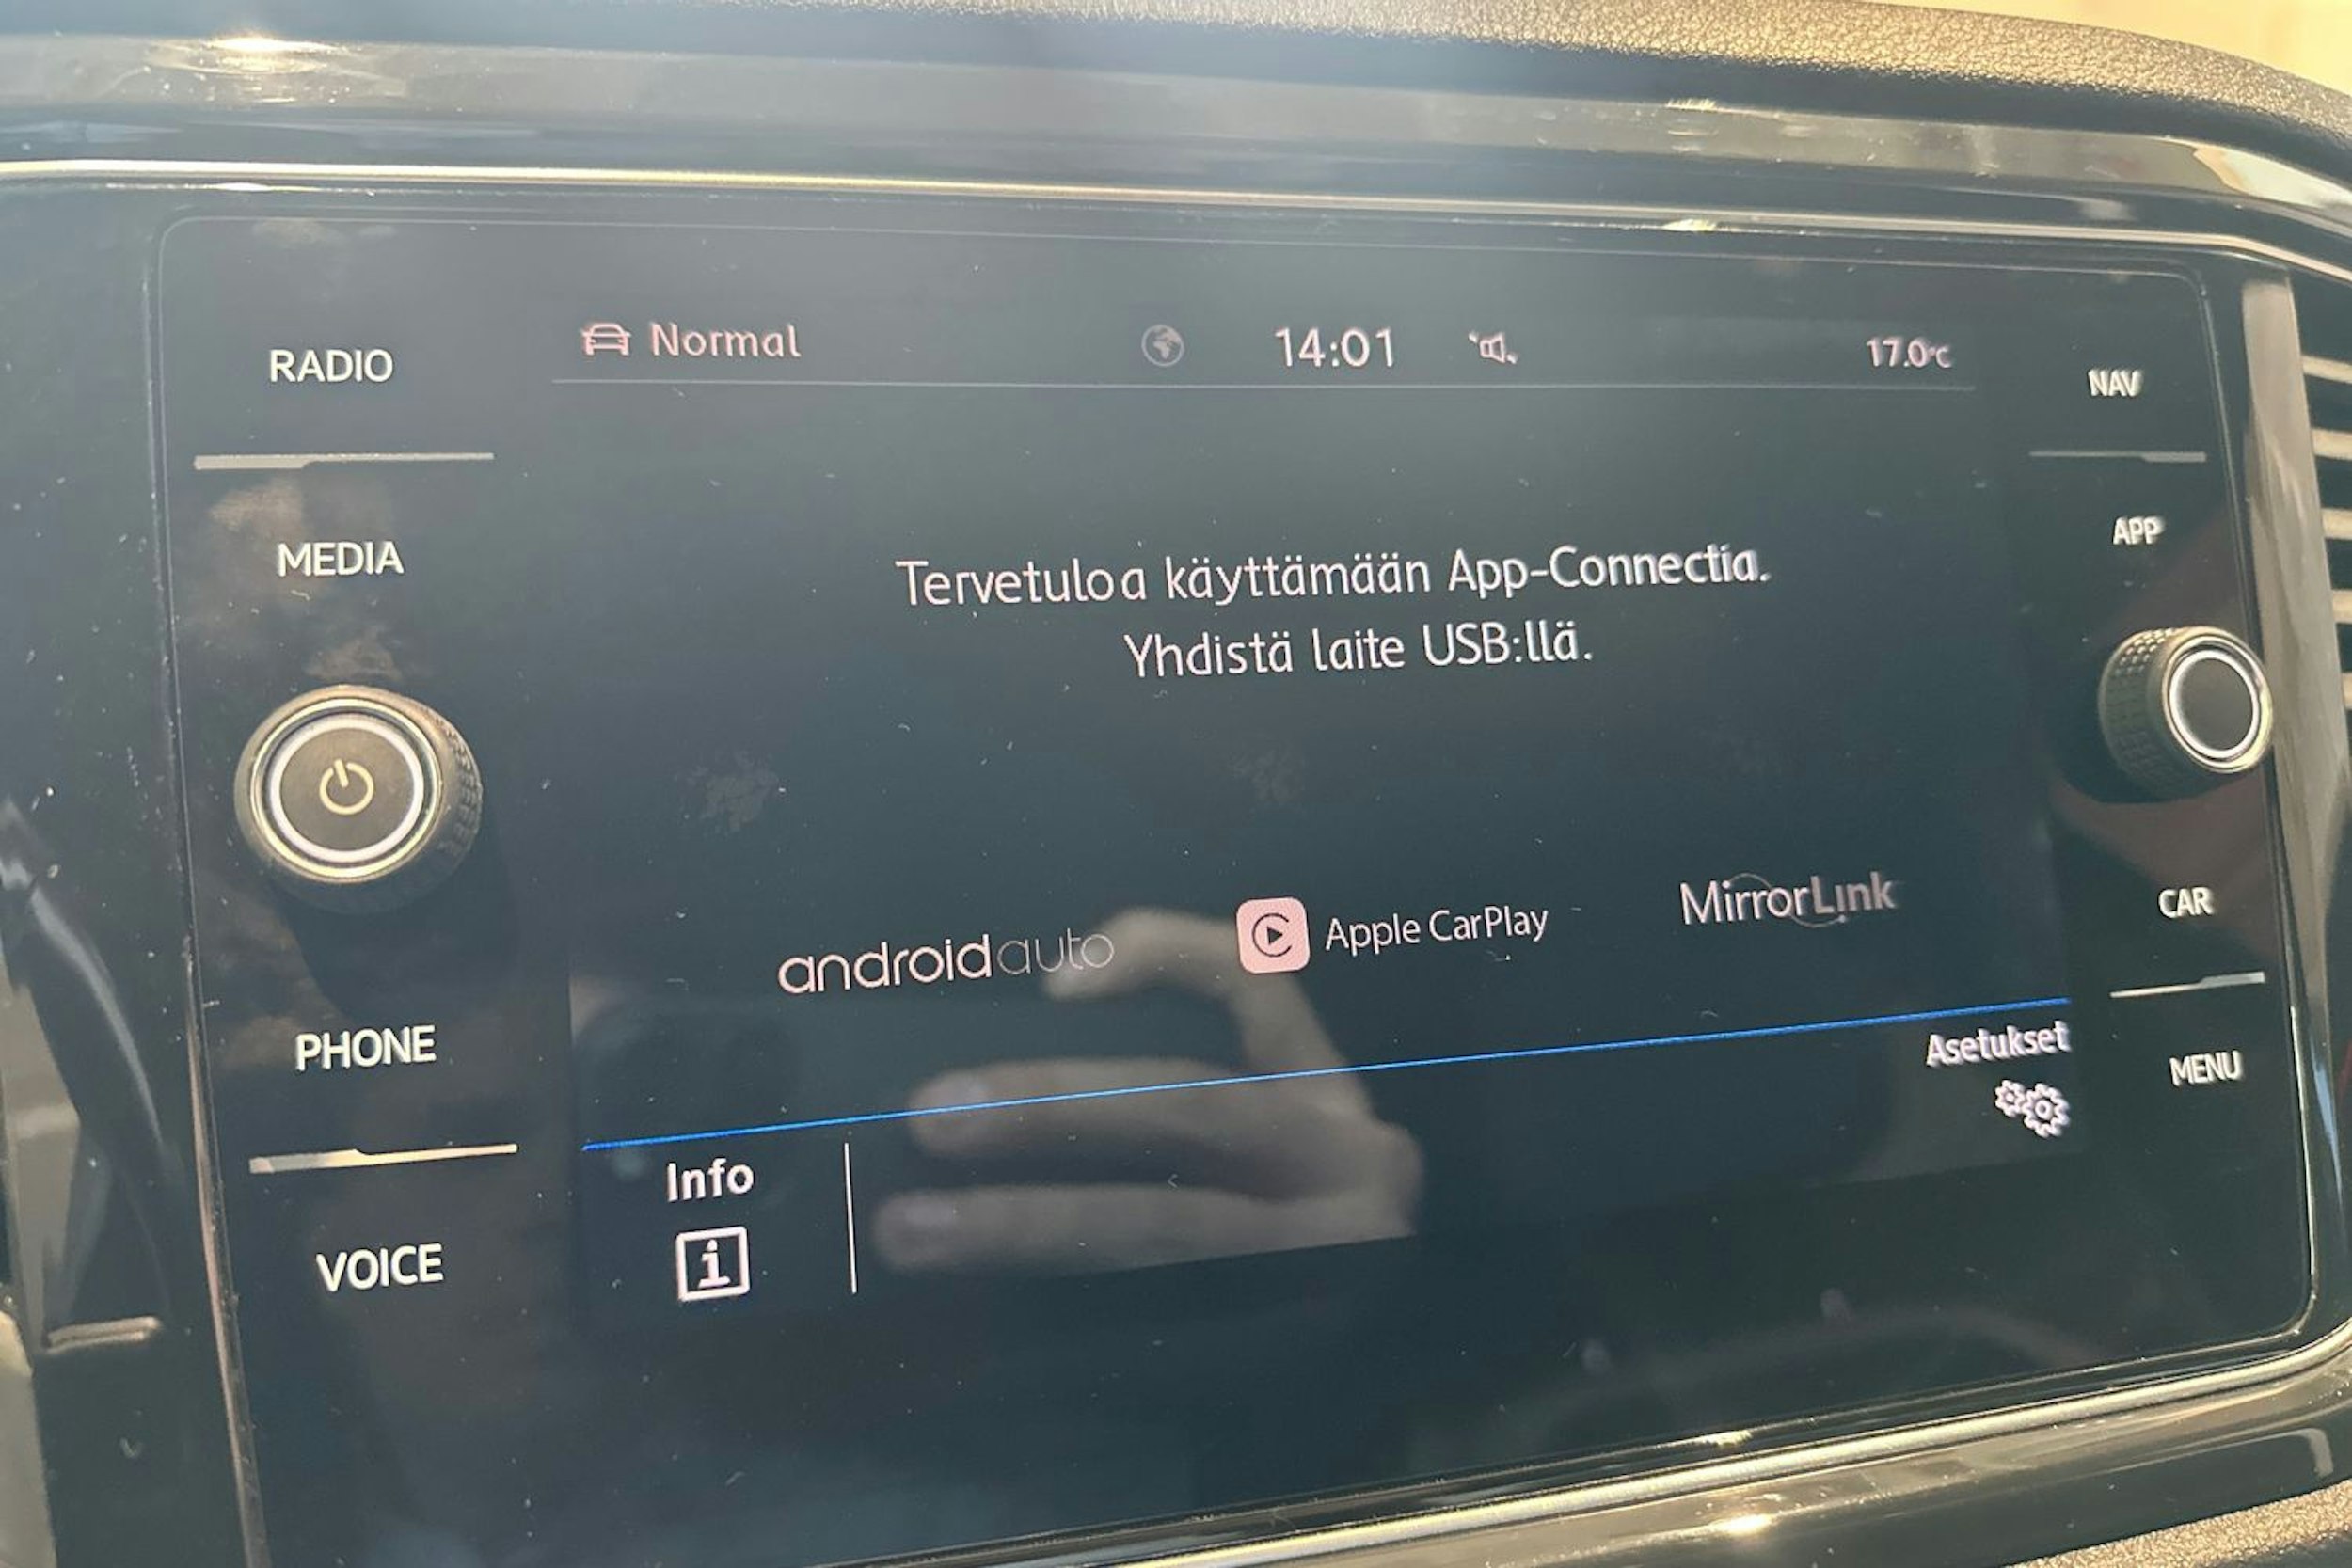 RADIO
MEDIA
PHONE
VOICE
Normal
14:01
17.0°C
Tervetuloa käyttämään App-Connectia.
Yhdistä laite USB:llä.
androidauto
Apple CarPlay
MirrorLink
Info
Asetukset
NAV
APP
CAR
MENU